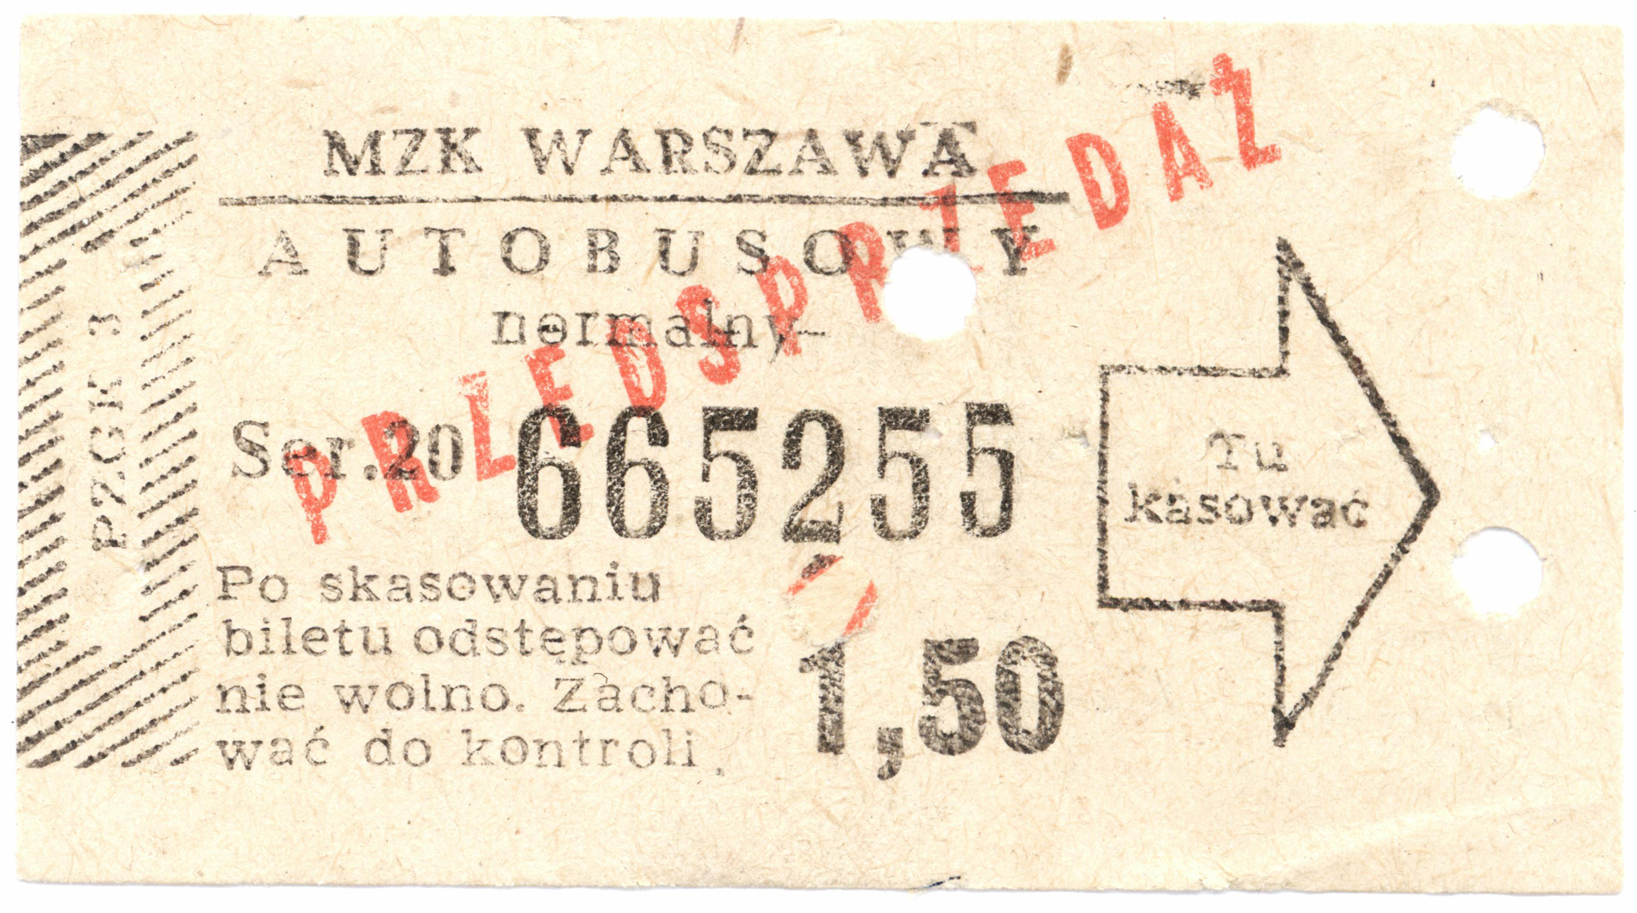 MZK WARSZAWA
AUTOBUSOWY
normalny-
PRZEDSPRZEDAŻ
Ser.20 665255
Po skasowaniu
biletu odstępować
nie wolno. Zacho-
wać do kontroli.
1,50
Tu
kasować
PZGK 3